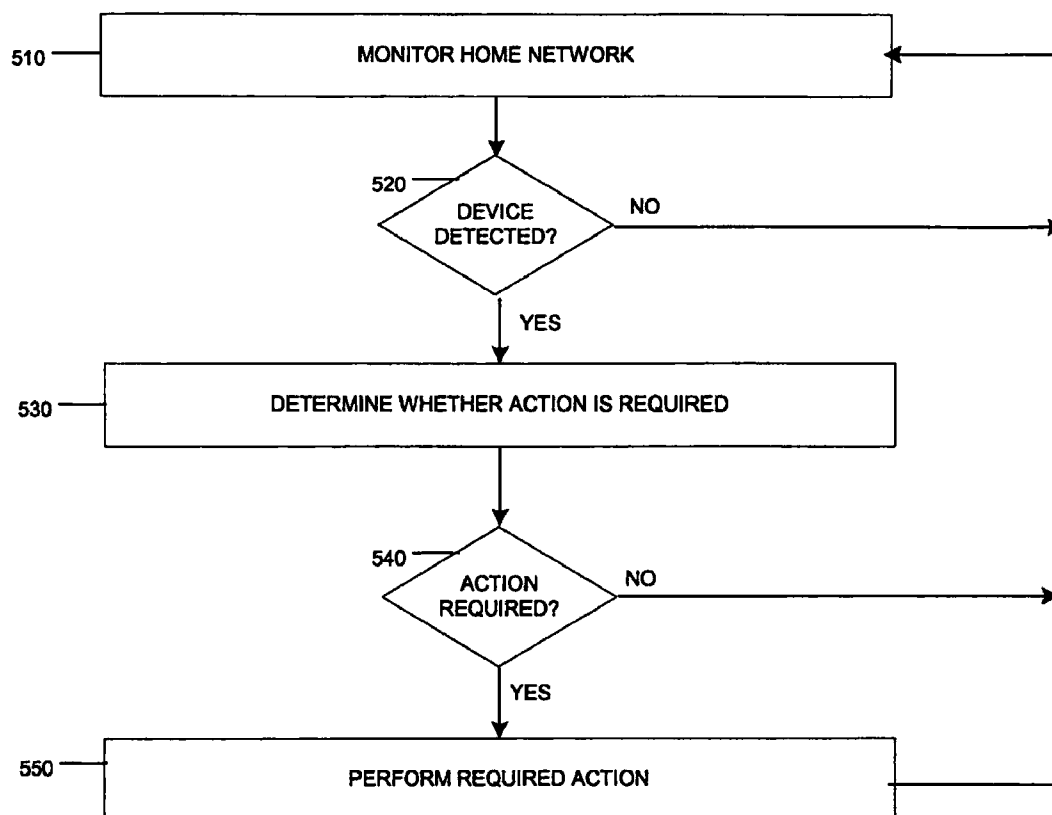 510
MONITOR HOME NETWORK
520
DEVICE
DETECTED?
NO
YES
530
DETERMINE WHETHER ACTION IS REQUIRED
540
ACTION
REQUIRED?
NO
YES
550
PERFORM REQUIRED ACTION